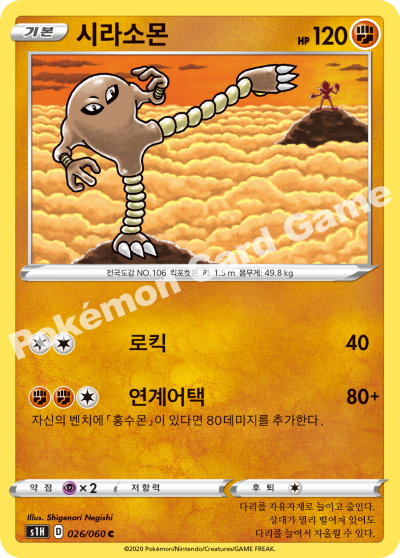 기본 시라소몬 HP 120
전국도감 NO.106 킥포켓몬 키: 1.5 m 몸무게: 49.8 kg
로킥 40
연계어택 80+
자신의 벤치에 「홍수몬」이 있다면 80데미지를 추가한다.
약점 ×2 저항력 후퇴
Illus. Shigenori Negishi
s1H D 026/060 C
다리를 자유자재로 늘이고 줄인다.
상대가 멀리 떨어져 있어도
다리를 늘여서 차올릴 수 있다.
©2020 Pokémon/Nintendo/Creatures/GAME FREAK.
Pokémon Card Game